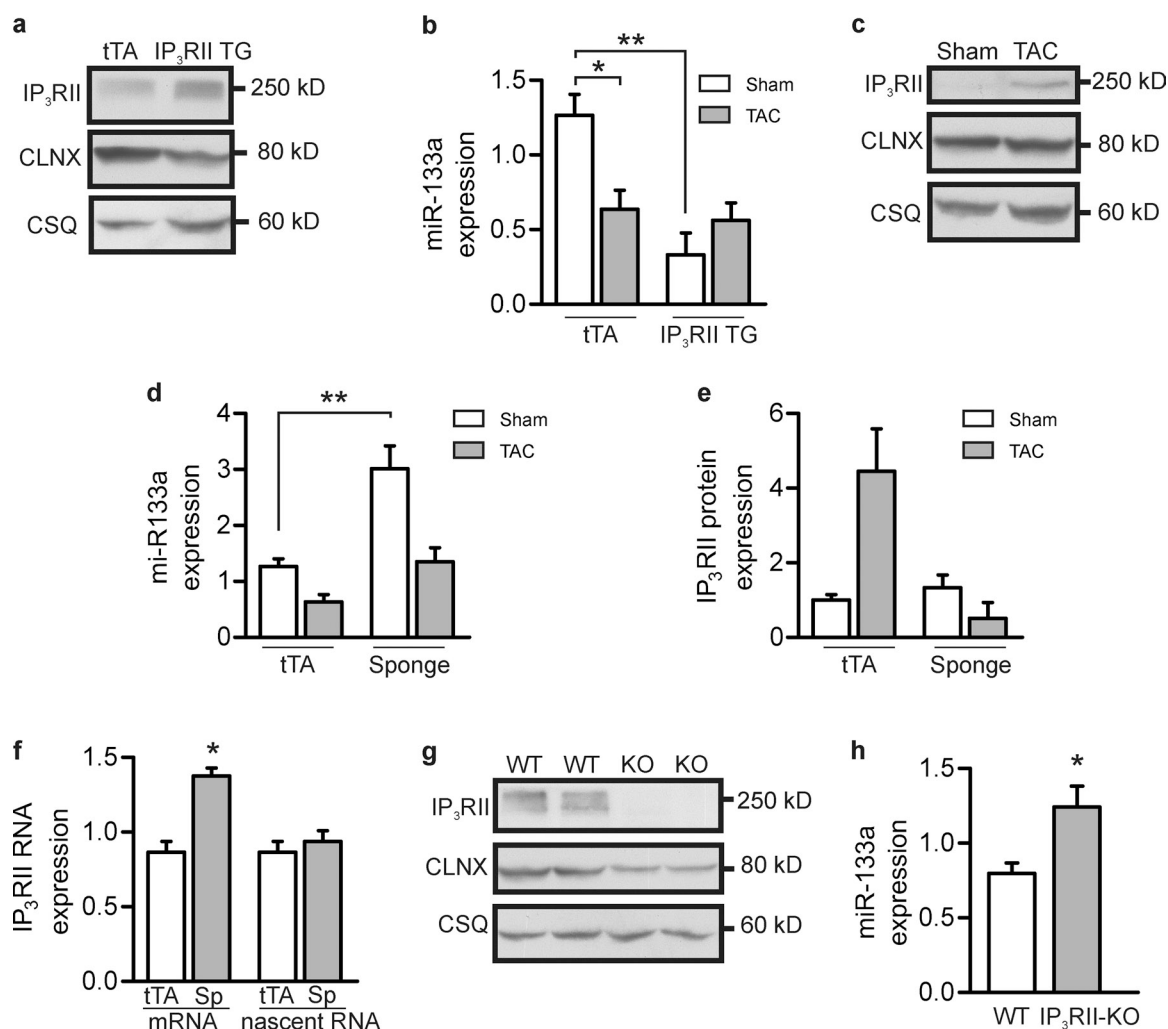 a
tTA IP₃RII TG
IP₃RII 250 kD
CLNX 80 kD
CSQ 60 kD
b
** 
*
Sham
TAC
miR-133a
expression
1.5
1.0
0.5
0.0
tTA IP₃RII TG
c
Sham TAC
IP₃RII 250 kD
CLNX 80 kD
CSQ 60 kD
d
**
Sham
TAC
mi-R133a
expression
4
3
2
1
0
tTA Sponge
e
Sham
TAC
IP₃RII protein
expression
6
4
2
0
tTA Sponge
f
*
IP₃RII RNA
expression
1.5
1.0
0.5
0.0
tTA Sp tTA Sp
mRNA nascent RNA
g
WT WT KO KO
IP₃RII 250 kD
CLNX 80 kD
CSQ 60 kD
h
*
miR-133a
expression
1.5
1.0
0.5
0.0
WT IP₃RII-KO